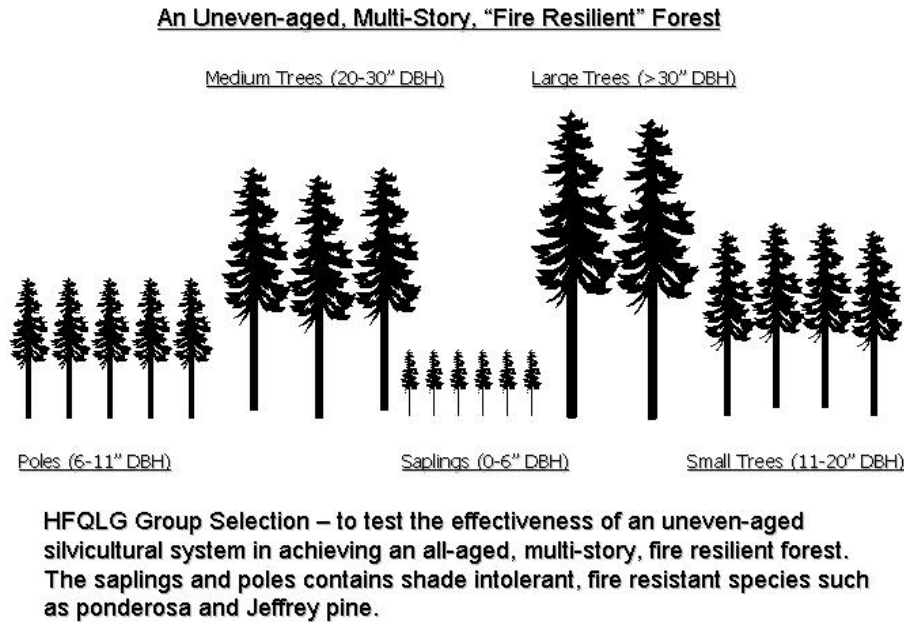 An Uneven-aged, Multi-Story, “Fire Resilient” Forest
Medium Trees (20-30” DBH)
Large Trees (>30” DBH)
Poles (6-11” DBH)
Saplings (0-6” DBH)
Small Trees (11-20” DBH)
HFQLG Group Selection – to test the effectiveness of an uneven-aged
silvicultural system in achieving an all-aged, multi-story, fire resilient forest.
The saplings and poles contains shade intolerant, fire resistant species such
as ponderosa and Jeffrey pine.